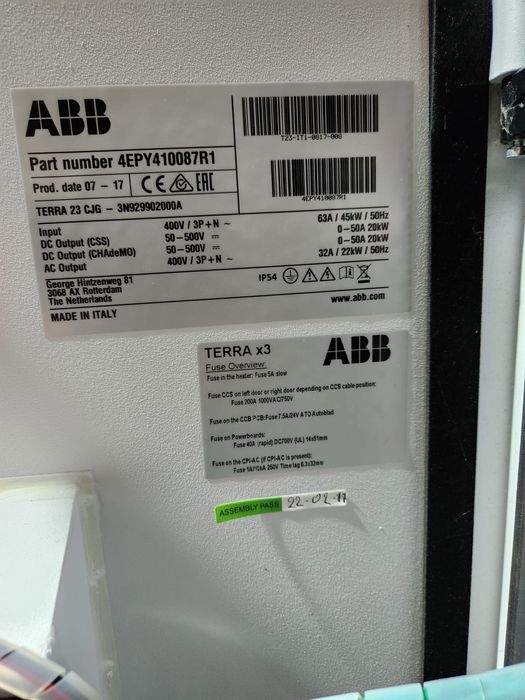 ABB
Part number 4EPY410087R1
Prod. date 07 - 17 CE EAC
T23-IT1-0817-008
4EPY410087R1
TERRA 23 CJG - 3N929902000A
Input 400V / 3P+N ~ 63A / 45kW / 50Hz
DC Output (CSS) 50-500V 0-50A 20kW
DC Output (CHAdeMO) 50-500V 0-50A 20kW
AC Output 400V / 3P+N ~ 32A / 22kW / 50Hz
George Hintzenweg 81
3068 AX Rotterdam
The Netherlands
IP54
MADE IN ITALY
www.abb.com
TERRA x3 ABB
Fuse Overview:
Fuse in the heater: Fuse 5A slow
Fuse CCS on left door or right door depending on CCS cable position:
Fuse 200A 1000VAC/750V
Fuse on the CCB PCB: Fuse 7.5A/24V ATO Autoblad
Fuse on Powerboards:
Fuse 40A (rapid) DC700V (UL) 14x51mm
Fuse on the CPI-AC (if CPI-AC is present):
Fuse 1A/10kA 250V Time lag 6.3x32mm
ASSEMBLY PASS 22-02-17